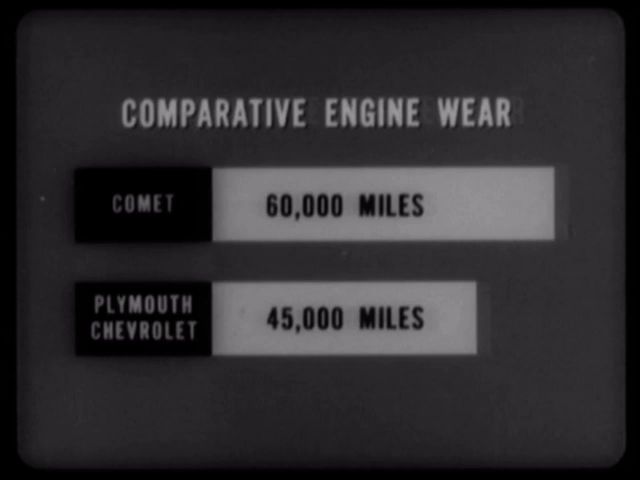 COMPARATIVE ENGINE WEAR
COMET
60,000 MILES
PLYMOUTH
CHEVROLET
45,000 MILES